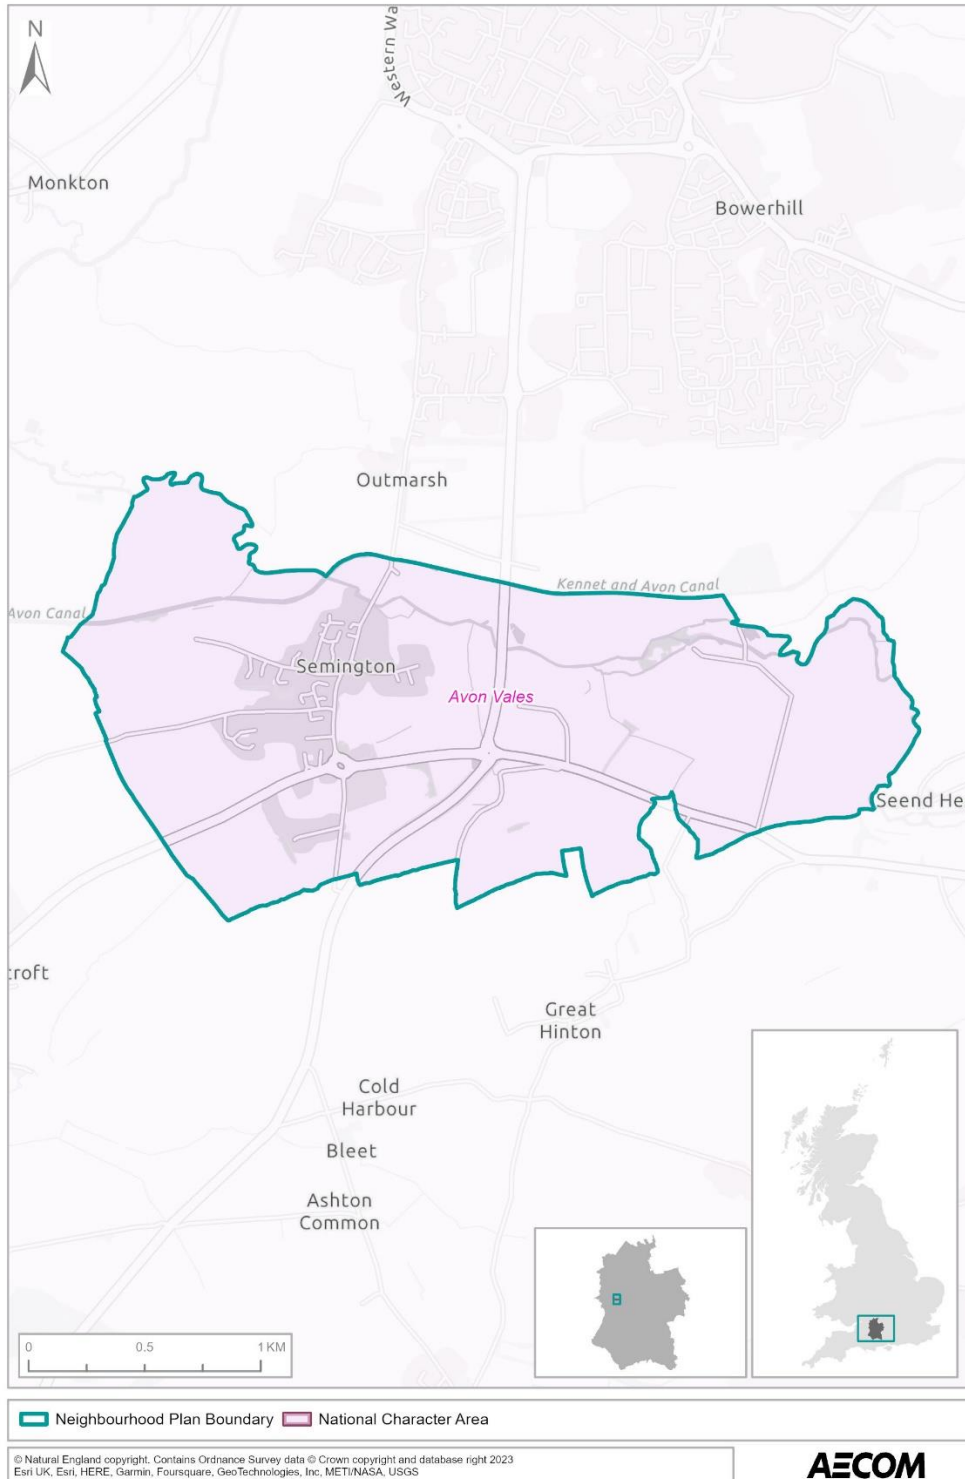 N
Western Wa
Monkton
Bowerhill
Outmarsh
Kennet and Avon Canal
Avon Canal
Semington
Avon Vales
Seend He
croft
Great
Hinton
Cold
Harbour
Bleet
Ashton
Common
0 0.5 1 KM
Neighbourhood Plan Boundary National Character Area
© Natural England copyright. Contains Ordnance Survey data © Crown copyright and database right 2023
Esri UK, Esri, HERE, Garmin, Foursquare, GeoTechnologies, Inc, METI/NASA, USGS
AECOM